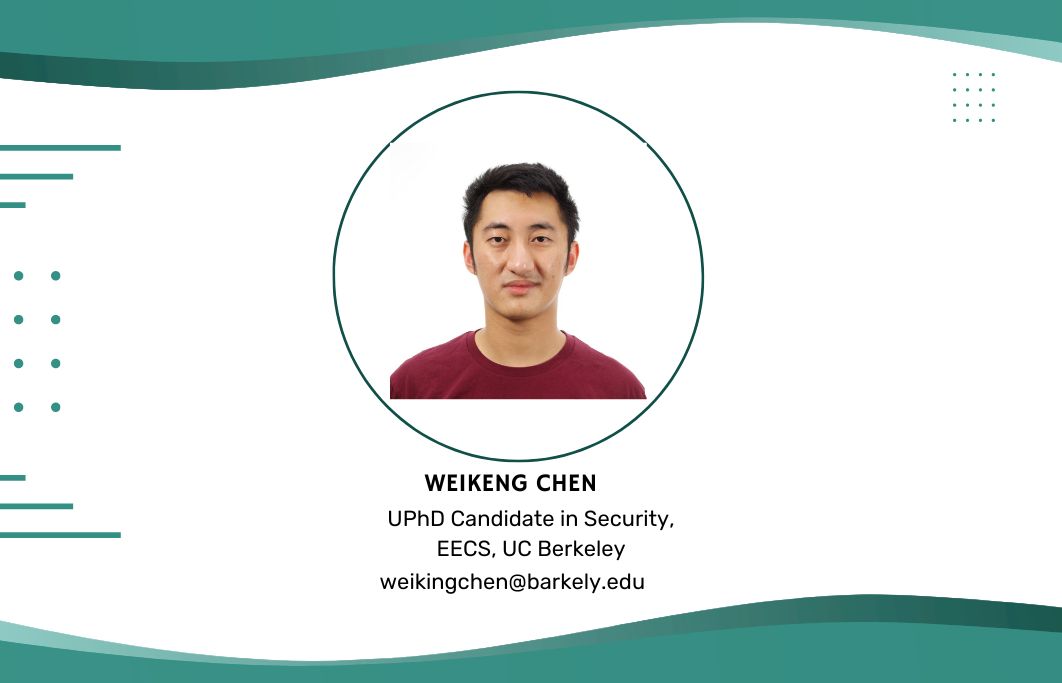 WEIKENG CHEN
UPhD Candidate in Security,
EECS, UC Berkeley
weikingchen@barkely.edu